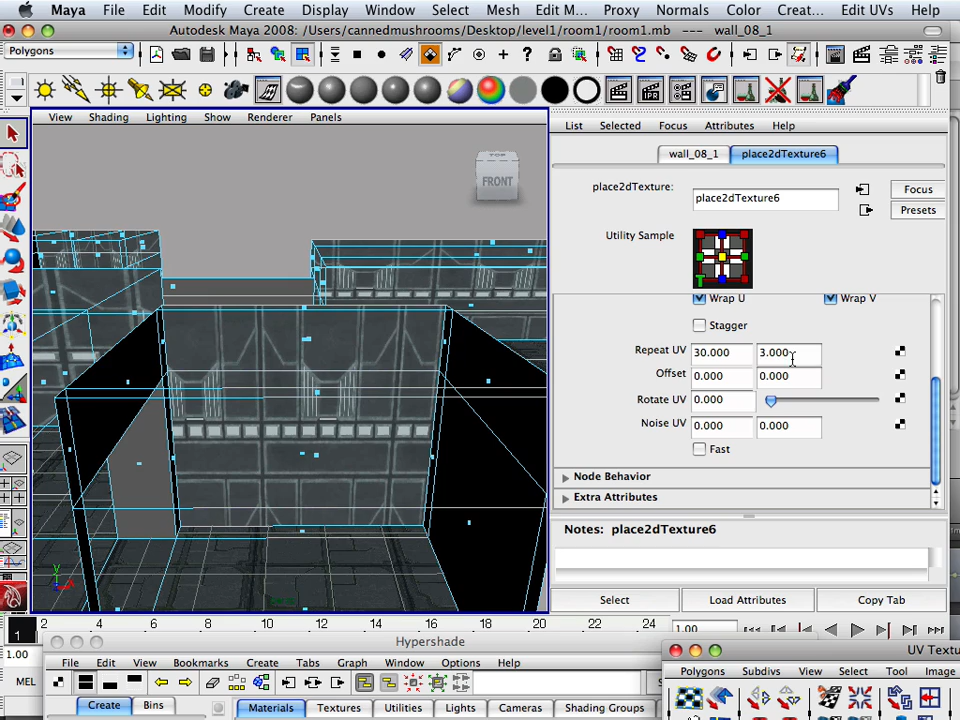 Maya File Edit Modify Create Display Window Select Mesh Edit M... Proxy Normals Color Creat... Edit UVs Help
Autodesk Maya 2008: /Users/cannedmushrooms/Desktop/level1/room1/room1.mb --- wall_08_1
Polygons
View Shading Lighting Show Renderer Panels
List Selected Focus Attributes Help
wall_08_1 place2dTexture6
place2dTexture: place2dTexture6 Focus
Presets
Utility Sample
TOP
FRONT
Wrap U Wrap V
Stagger
Repeat UV 30.000 3.000
Offset 0.000 0.000
Rotate UV 0.000
Noise UV 0.000 0.000
Fast
Node Behavior
Extra Attributes
Notes: place2dTexture6
Select Load Attributes Copy Tab
1 2 4 6 8 10 12 14 16 18 20 22 24 1.00
1.00 Hypershade
UV Textu
File Edit View Bookmarks Create Tabs Graph Window Options Help
Polygons Subdivs View Select Tool Image
MEL
Create Bins Materials Textures Utilities Lights Cameras Shading Groups